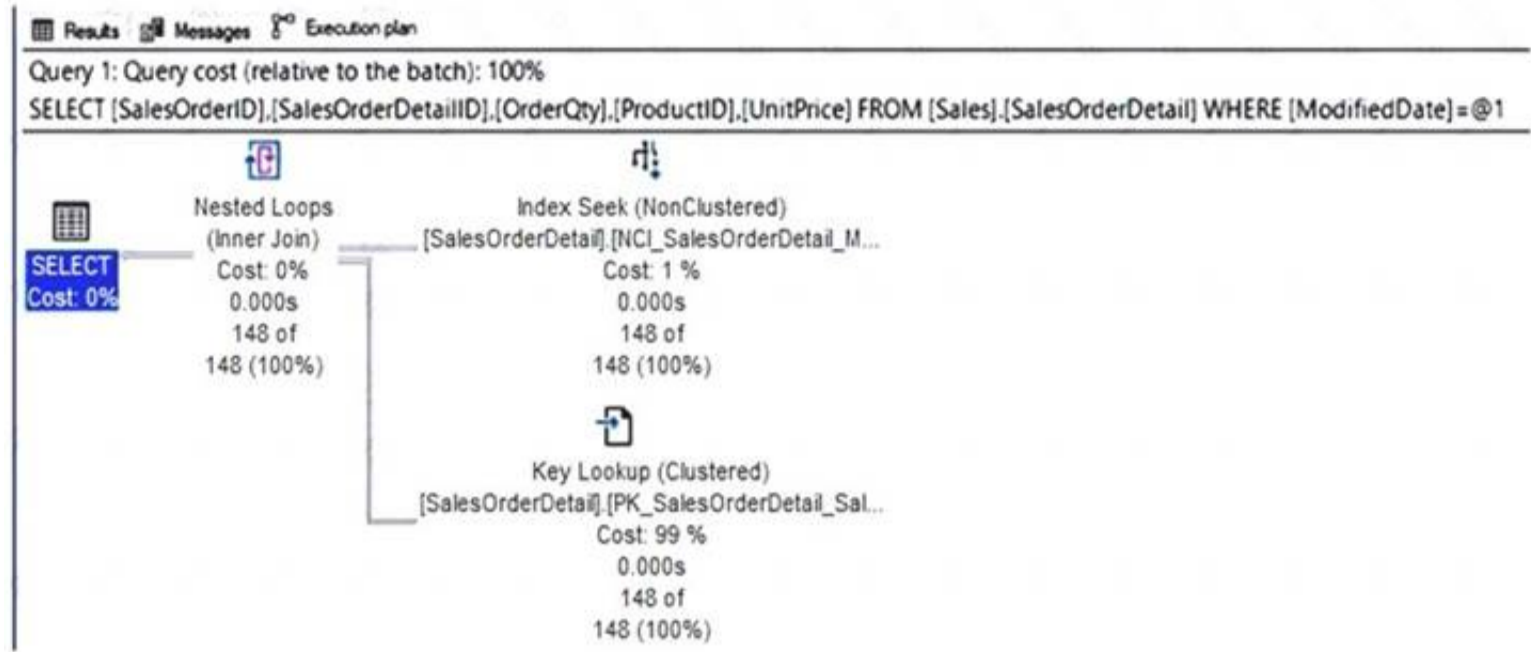 Results Messages Execution plan
Query 1: Query cost (relative to the batch): 100%
SELECT [SalesOrderID],[SalesOrderDetailID],[OrderQty],[ProductID],[UnitPrice] FROM [Sales].[SalesOrderDetail] WHERE [ModifiedDate]=@1
SELECT
Cost: 0%
Nested Loops
(Inner Join)
Cost: 0%
0.000s
148 of
148 (100%)
Index Seek (NonClustered)
[SalesOrderDetail].[NCI_SalesOrderDetail_M...
Cost: 1 %
0.000s
148 of
148 (100%)
Key Lookup (Clustered)
[SalesOrderDetail].[PK_SalesOrderDetail_Sal...
Cost: 99 %
0.000s
148 of
148 (100%)